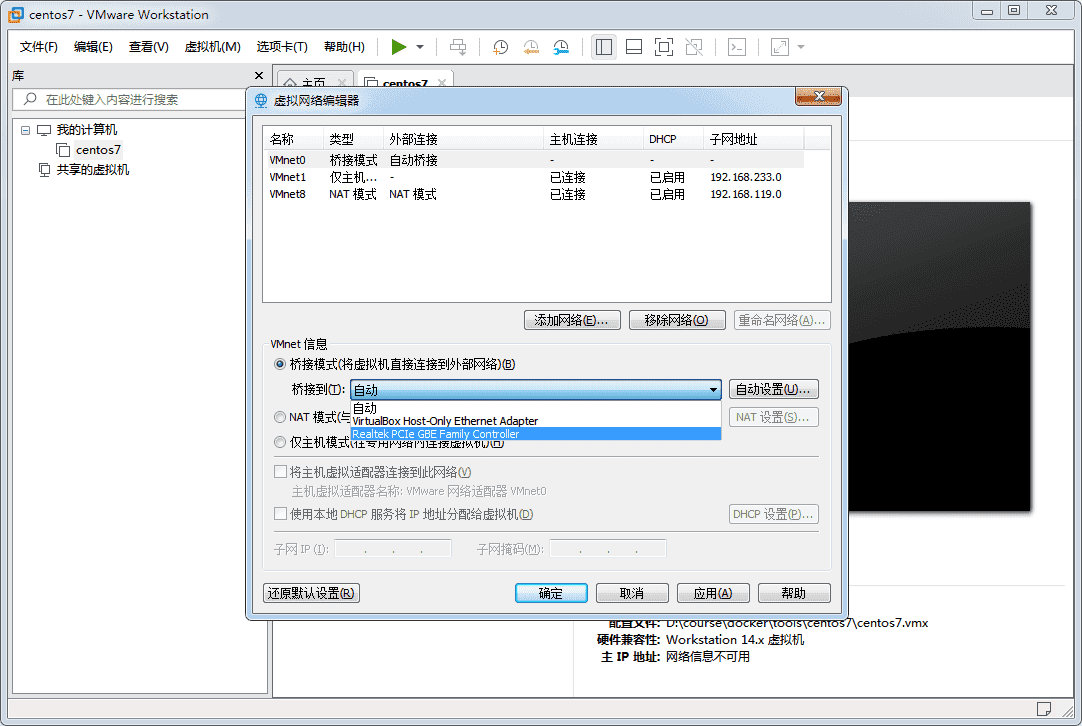 centos7 - VMware Workstation
文件(F) 编辑(E) 查看(V) 虚拟机(M) 选项卡(T) 帮助(H)
库
主页 centos7
在此处键入内容进行搜索
我的计算机
centos7
共享的虚拟机
虚拟网络编辑器
名称 类型 外部连接 主机连接 DHCP 子网地址
VMnet0 桥接模式 自动桥接 - - -
VMnet1 仅主机... - 已连接 已启用 192.168.233.0
VMnet8 NAT 模式 NAT 模式 已连接 已启用 192.168.119.0
添加网络(E)... 移除网络(O) 重命名网络(A)...
VMnet 信息
桥接模式(将虚拟机直接连接到外部网络)(B)
桥接到(T): 自动 自动设置(U)...
自动
NAT 模式(与 VirtualBox Host-Only Ethernet Adapter NAT 设置(S)...
Realtek PCIe GBE Family Controller
仅主机模式(在专用网络内连接虚拟机)(H)
将主机虚拟适配器连接到此网络(V)
主机虚拟适配器名称: VMware 网络适配器 VMnet0
使用本地 DHCP 服务将 IP 地址分配给虚拟机(D) DHCP 设置(P)...
子网 IP (I): . . . 子网掩码(M): . . .
还原默认设置(R) 确定 取消 应用(A) 帮助
配置文件: D:\course\docker\tools\centos7\centos7.vmx
硬件兼容性: Workstation 14.x 虚拟机
主 IP 地址: 网络信息不可用